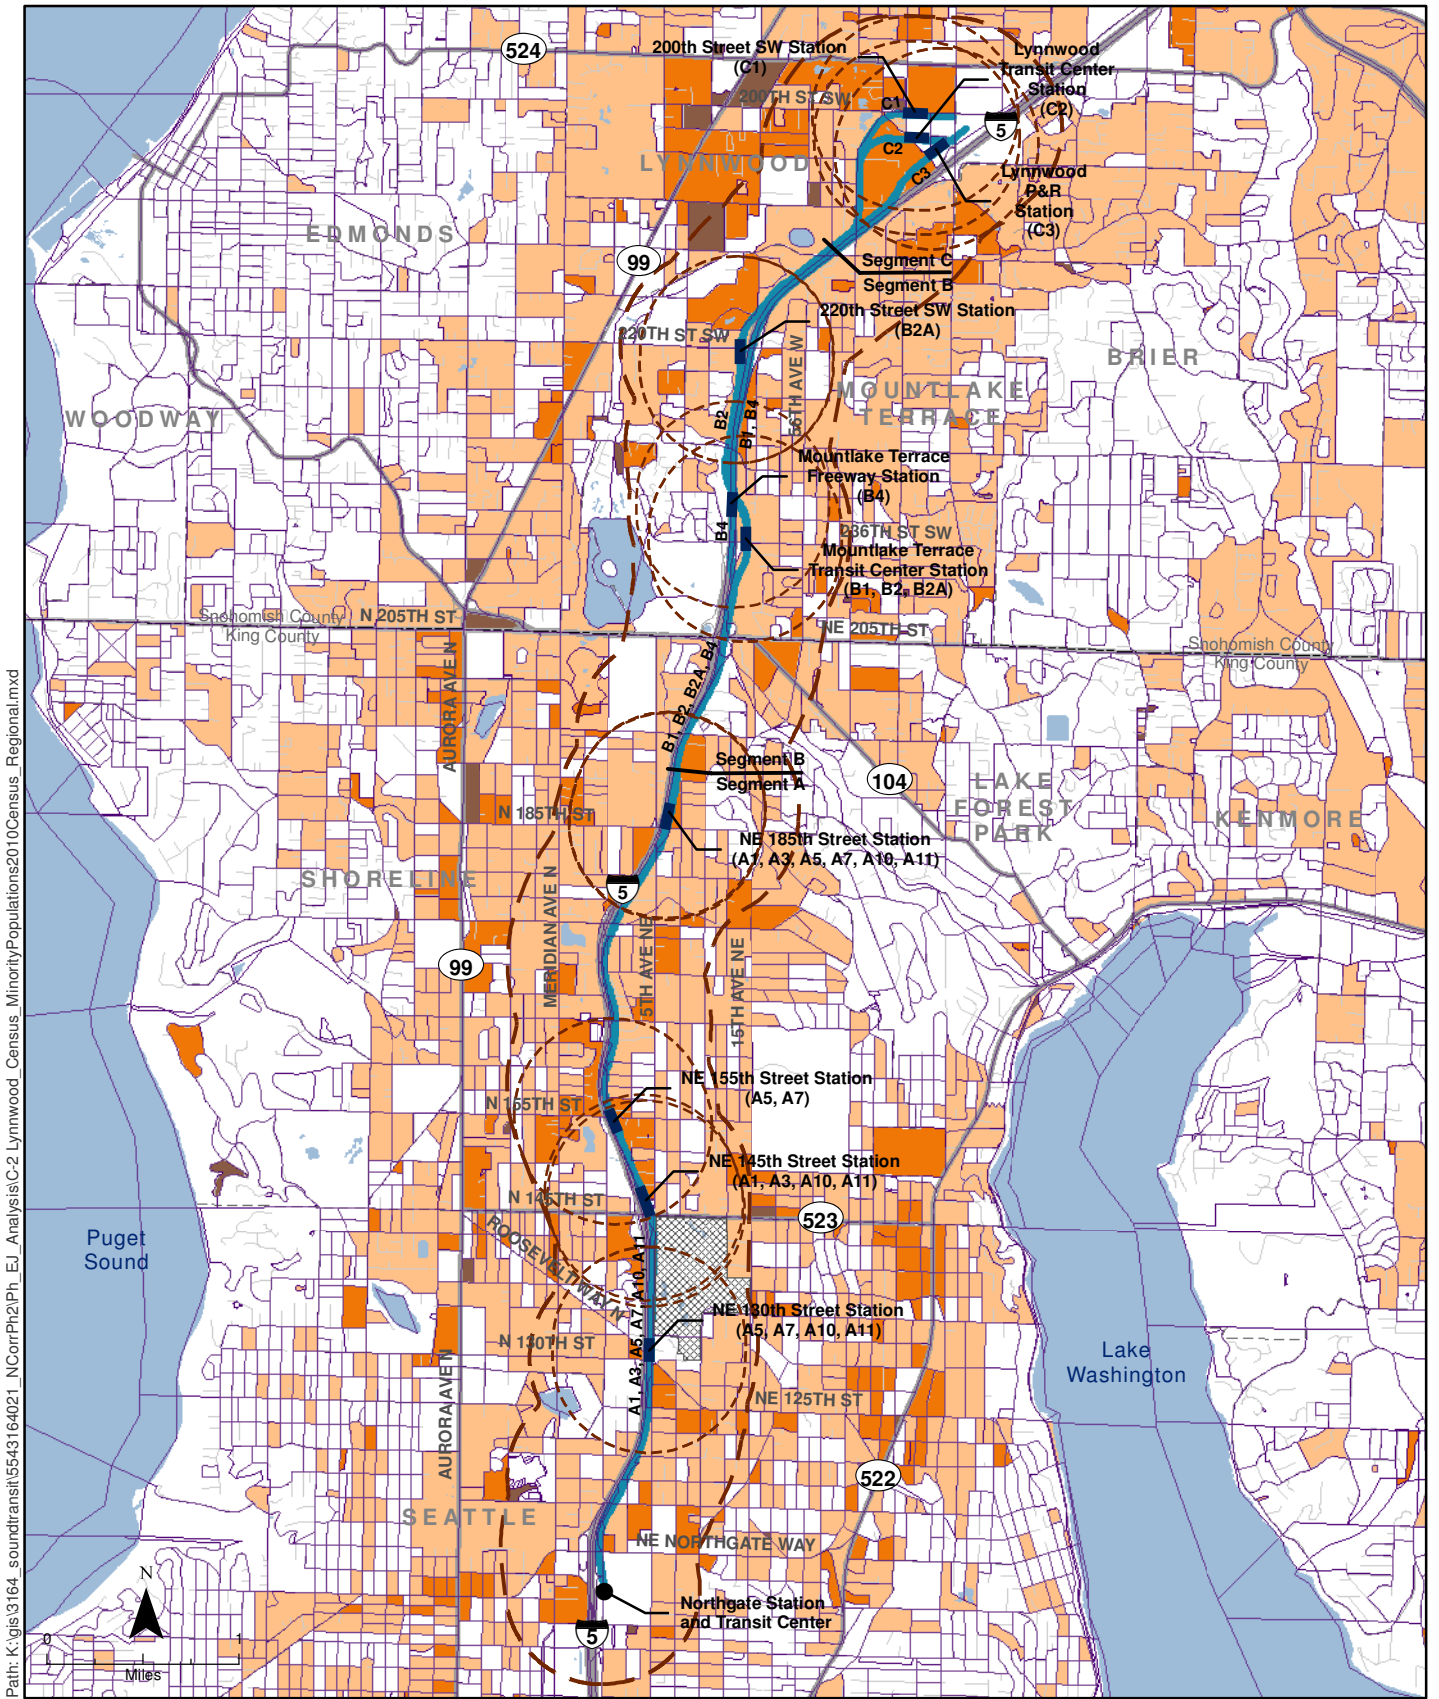 524
200th Street SW Station
(C1)
Lynnwood
Transit Center
Station
(C2)
200TH ST SW
C1
5
C2
LYNNWOOD
C3
Lynnwood
P&R
Station
(C3)
EDMONDS
99
Segment C
Segment B
220th Street SW Station
(B2A)
220TH ST SW
56TH AVE W
BRIER
MOUNTLAKE
TERRACE
WOODWAY
B2
B1, B4
Mountlake Terrace
Freeway Station
(B4)
B4
236TH ST SW
Mountlake Terrace
Transit Center Station
(B1, B2, B2A)
Snohomish County
King County
N 205TH ST
NE 205TH ST
Snohomish County
King County
AURORA AVE N
B1, B2, B2A, B4
Segment B
Segment A
104
LAKE
FOREST
PARK
KENMORE
N 185TH ST
NE 185th Street Station
(A1, A3, A5, A7, A10, A11)
SHORELINE
5
MERIDIAN AVE N
5TH AVE NE
15TH AVE NE
99
NE 155th Street Station
(A5, A7)
N 155TH ST
NE 145th Street Station
(A1, A3, A10, A11)
N 145TH ST
523
ROOSEVELT WAY N
Puget
Sound
A1, A3, A5, A7, A10, A11
NE 130th Street Station
(A5, A7, A10, A11)
N 130TH ST
Lake
Washington
AURORA AVE N
NE 125TH ST
522
SEATTLE
NE NORTHGATE WAY
N
Northgate Station
and Transit Center
5
0 1
Miles
Path: K:\gis\3164_soundtransit\5543164021_NCorrPh2\Ph_EJ_Analysis\C-2 Lynnwood_Census_MinorityPopulations2010Census_Regional.mxd